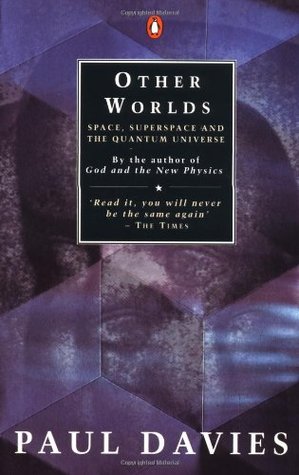 OTHER
WORLDS
SPACE, SUPERSPACE AND
THE QUANTUM UNIVERSE
By the author of
God and the New Physics
★
'Read it, you will never
be the same again'
– THE TIMES
PAUL DAVIES